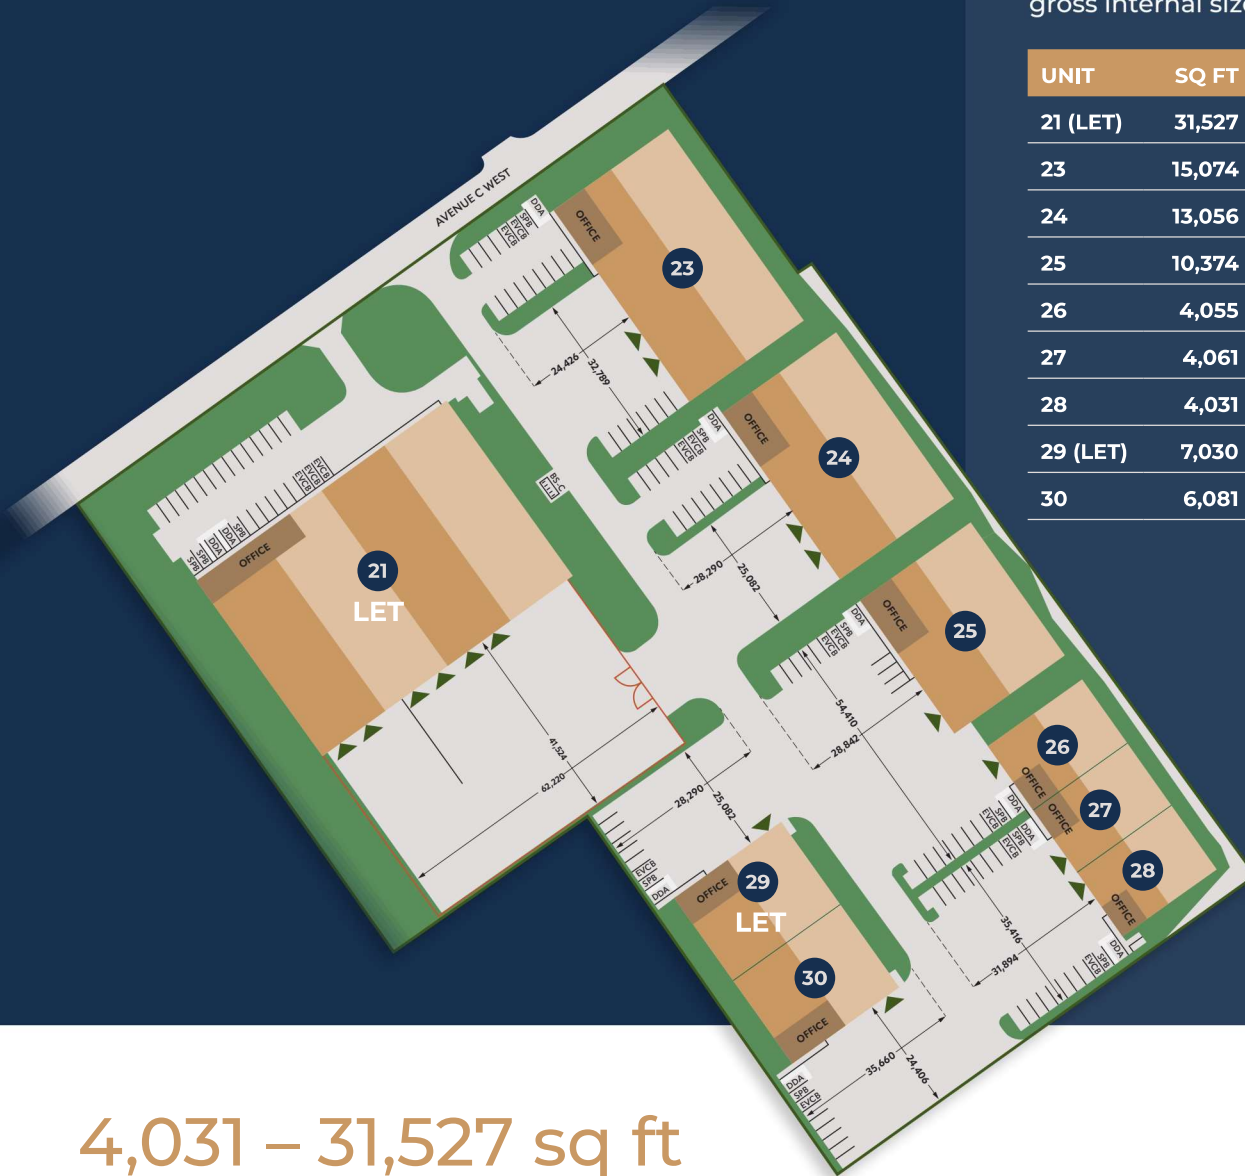 gross internal size
UNIT SQ FT
21 (LET) 31,527
23 15,074
24 13,056
25 10,374
26 4,055
27 4,061
28 4,031
29 (LET) 7,030
30 6,081
AVENUE C WEST
DDA
SPB
EVCB
EVCB
OFFICE
23
24,426
32,789
DDA
SPB
EVCB
EVCB
OFFICE
24
BS-C
EVCB
EVCB
EVCB
SPB
DDA
DDA
SPB
SPB
OFFICE
21
LET
28,290
25,082
DDA
SPB
EVCB
EVCB
OFFICE
25
54,410
28,842
41,524
62,220
26
OFFICE
DDA
SPB
EVCB
27
OFFICE
DDA
SPB
EVCB
28
OFFICE
DDA
SPB
EVCB
28,290
25,082
EVCB
SPB
DDA
OFFICE
29
LET
30
OFFICE
35,416
31,894
35,660
24,406
DDA
SPB
EVCB
4,031 – 31,527 sq ft